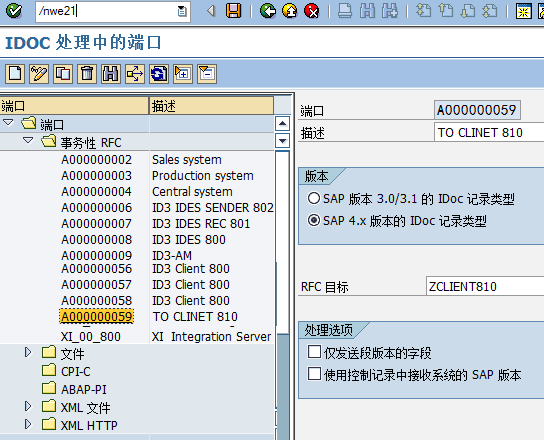 /nwe21
IDOC 处理中的端口
端口 描述
端口
事务性 RFC
A000000002 Sales system
A000000003 Production system
A000000004 Central system
A000000006 ID3 IDES SENDER 802
A000000007 ID3 IDES REC 801
A000000008 ID3 IDES 800
A000000009 ID3-AM
A000000056 ID3 Client 800
A000000057 ID3 Client 800
A000000058 ID3 Client 800
A000000059 TO CLINET 810
XI_00_800 XI Integration Server
文件
CPI-C
ABAP-PI
XML 文件
XML HTTP
端口 A000000059
描述 TO CLINET 810
版本
SAP 版本 3.0/3.1 的 IDoc 记录类型
SAP 4.x 版本的 IDoc 记录类型
RFC 目标 ZCLIENT810
处理选项
仅发送段版本的字段
使用控制记录中接收系统的 SAP 版本